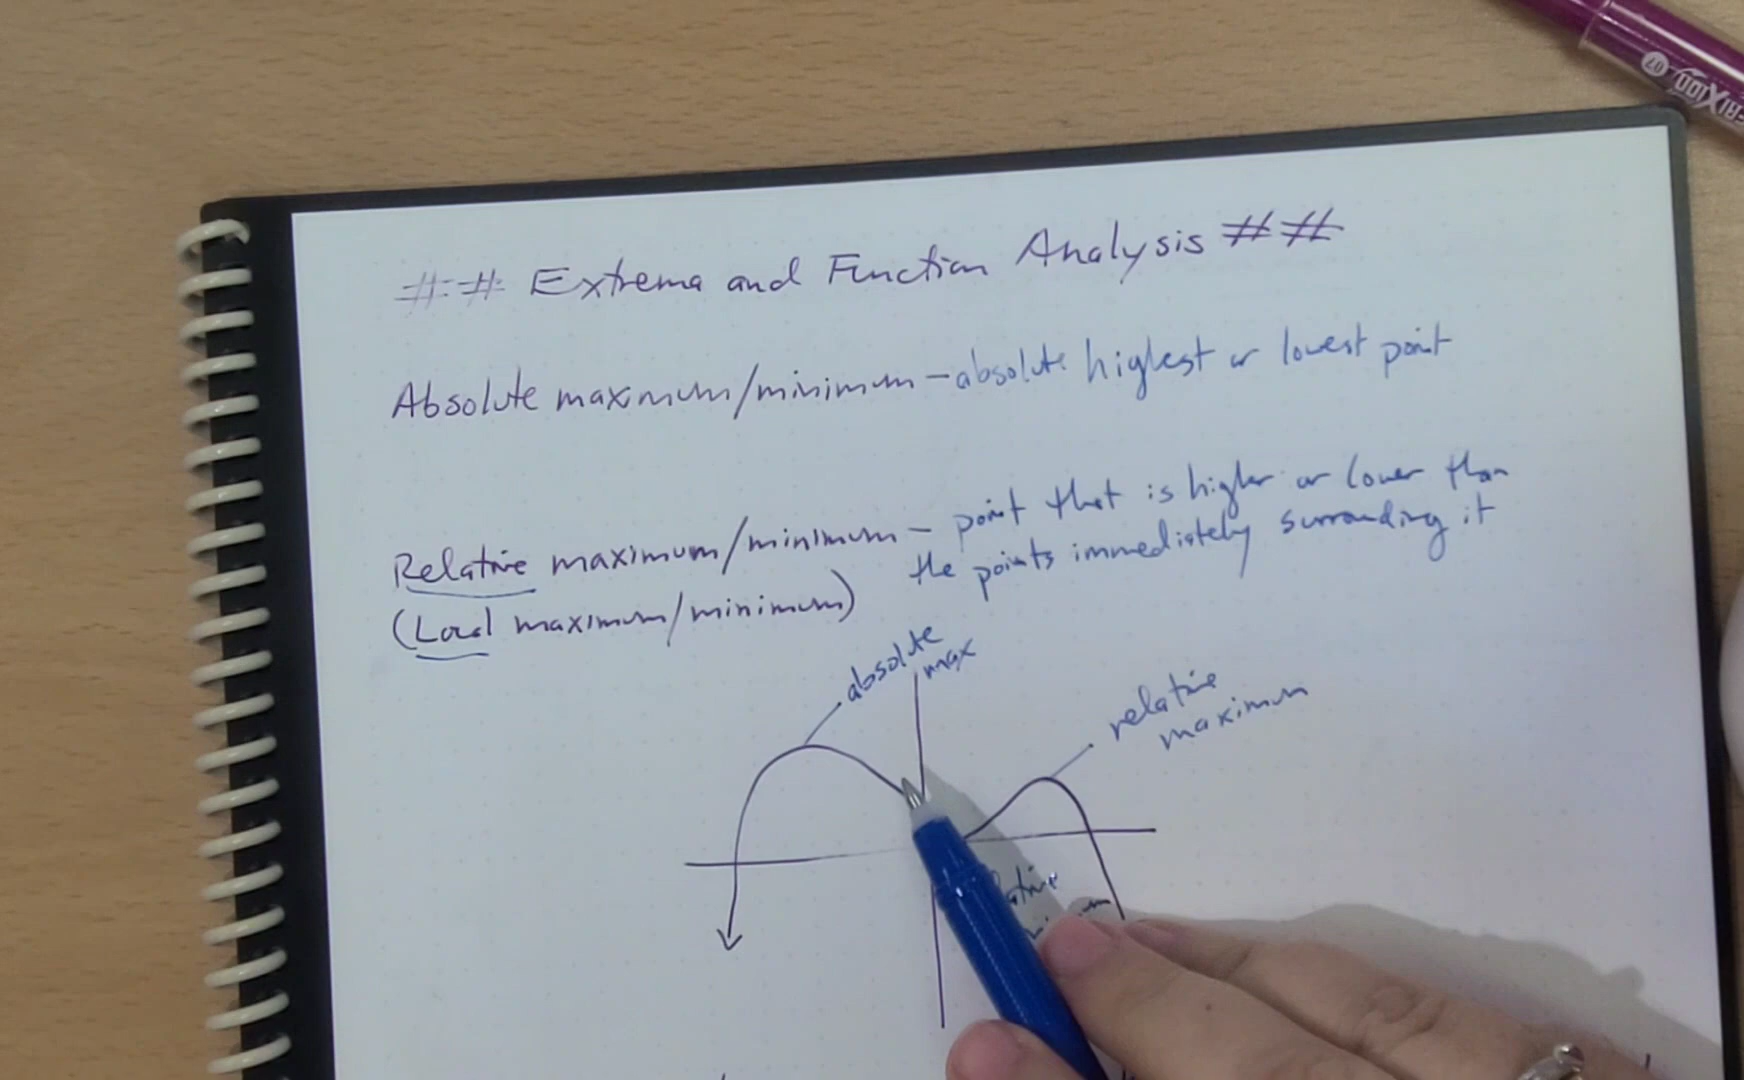 ## Extrema and Function Analysis ##
Absolute maximum/minimum - absolute highest or lowest point
Relative maximum/minimum - point that is higher or lower than
the points immediately surrounding it
(Local maximum/minimum)
absolute
max
relative
maximum
07